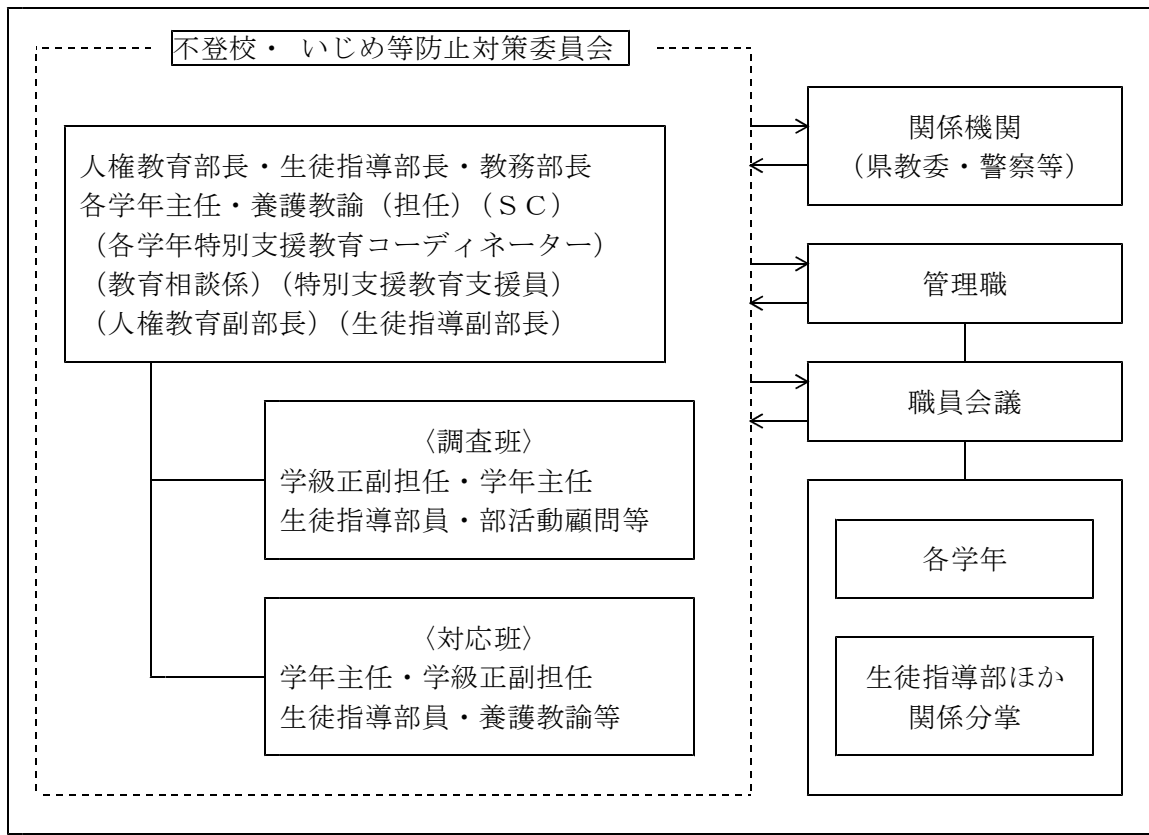 不登校・ いじめ等防止対策委員会
人権教育部長・生徒指導部長・教務部長
各学年主任・養護教諭（担任）（ＳＣ）
（各学年特別支援教育コーディネーター）
（教育相談係）（特別支援教育支援員）
（人権教育副部長）（生徒指導副部長）
〈調査班〉
学級正副担任・学年主任
生徒指導部員・部活動顧問等
〈対応班〉
学年主任・学級正副担任
生徒指導部員・養護教諭等
関係機関
（県教委・警察等）
管理職
職員会議
各学年
生徒指導部ほか
関係分掌